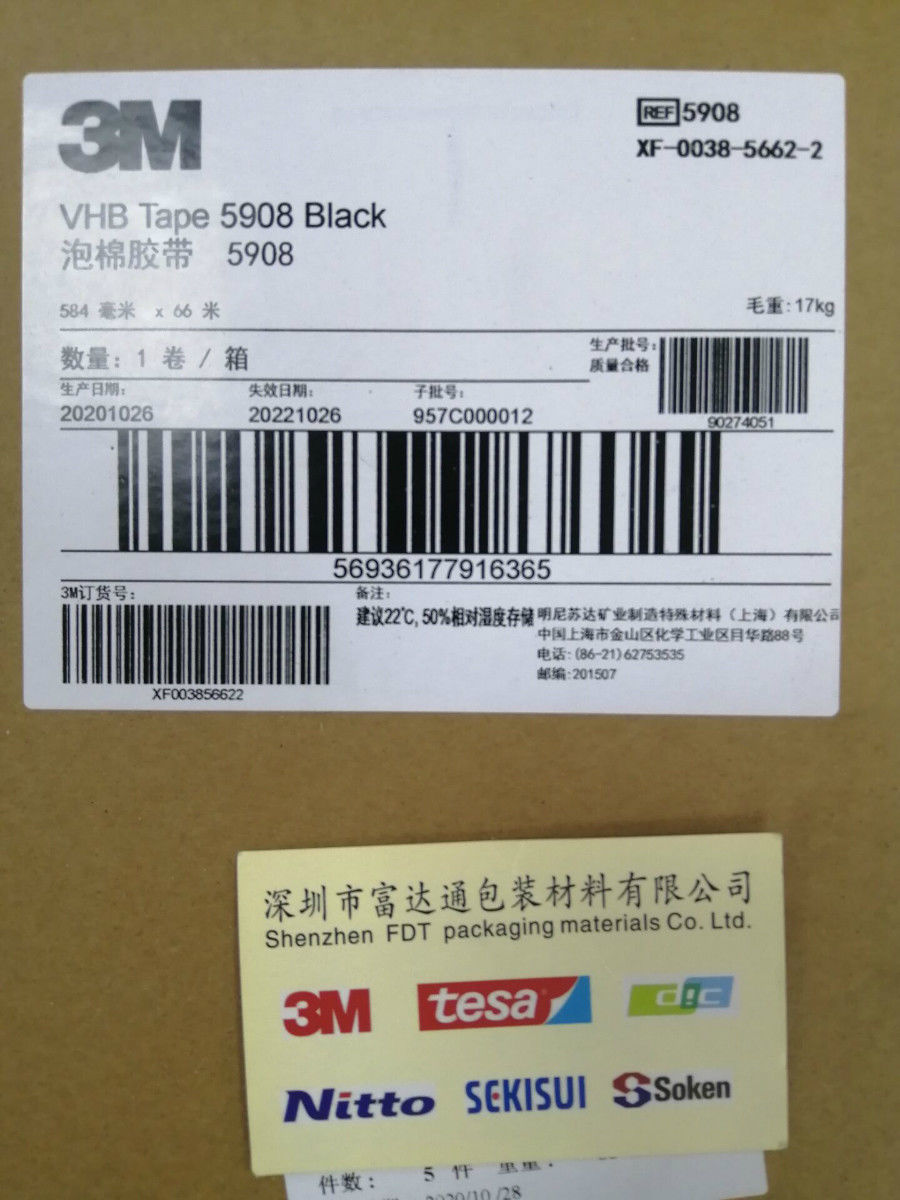 3M
REF 5908
XF-0038-5662-2
VHB Tape 5908 Black
泡棉胶带 5908
584 毫米 x 66 米
毛重:17kg
数量: 1 卷 / 箱
生产批号:
质量合格
90274051
生产日期: 失效日期: 子批号:
20201026 20221026 957C000012
56936177916365
3M订货号:
XF003856622
备注:
建议22℃, 50%相对湿度存储
明尼苏达矿业制造特殊材料（上海）有限公司
中国上海市金山区化学工业区目华路88号
电话:(86-21)62753535
邮编:201507
深圳市富达通包装材料有限公司
Shenzhen FDT packaging materials Co. Ltd.
3M tesa dic
Nitto SEKISUI Soken
件数: 5 件 重量:
2020/10/28